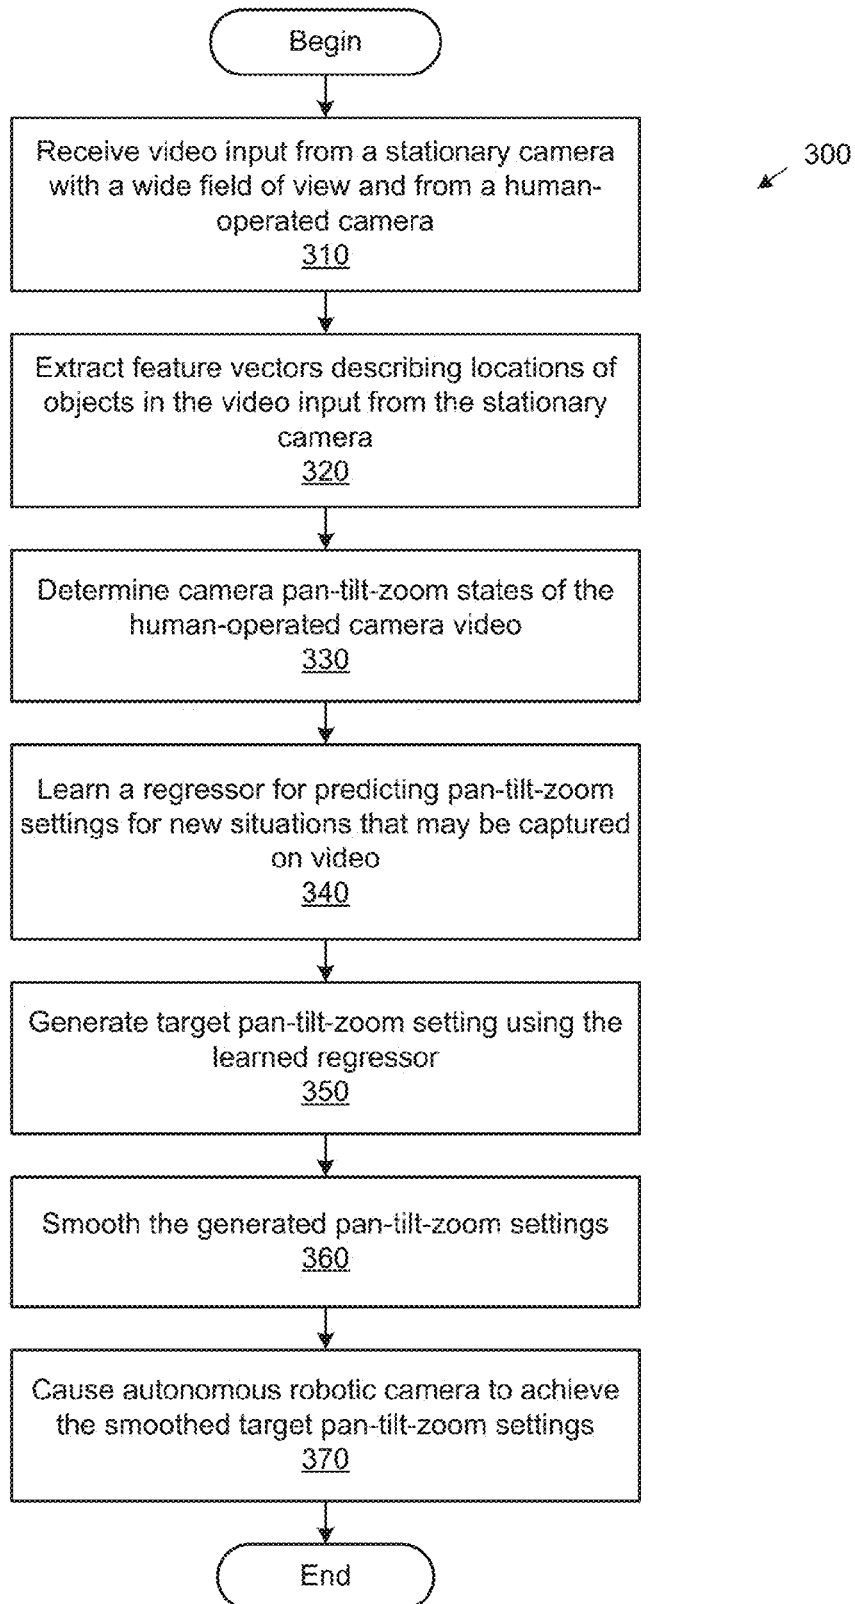 Begin
300
Receive video input from a stationary camera
with a wide field of view and from a human-
operated camera
310
Extract feature vectors describing locations of
objects in the video input from the stationary
camera
320
Determine camera pan-tilt-zoom states of the
human-operated camera video
330
Learn a regressor for predicting pan-tilt-zoom
settings for new situations that may be captured
on video
340
Generate target pan-tilt-zoom setting using the
learned regressor
350
Smooth the generated pan-tilt-zoom settings
360
Cause autonomous robotic camera to achieve
the smoothed target pan-tilt-zoom settings
370
End